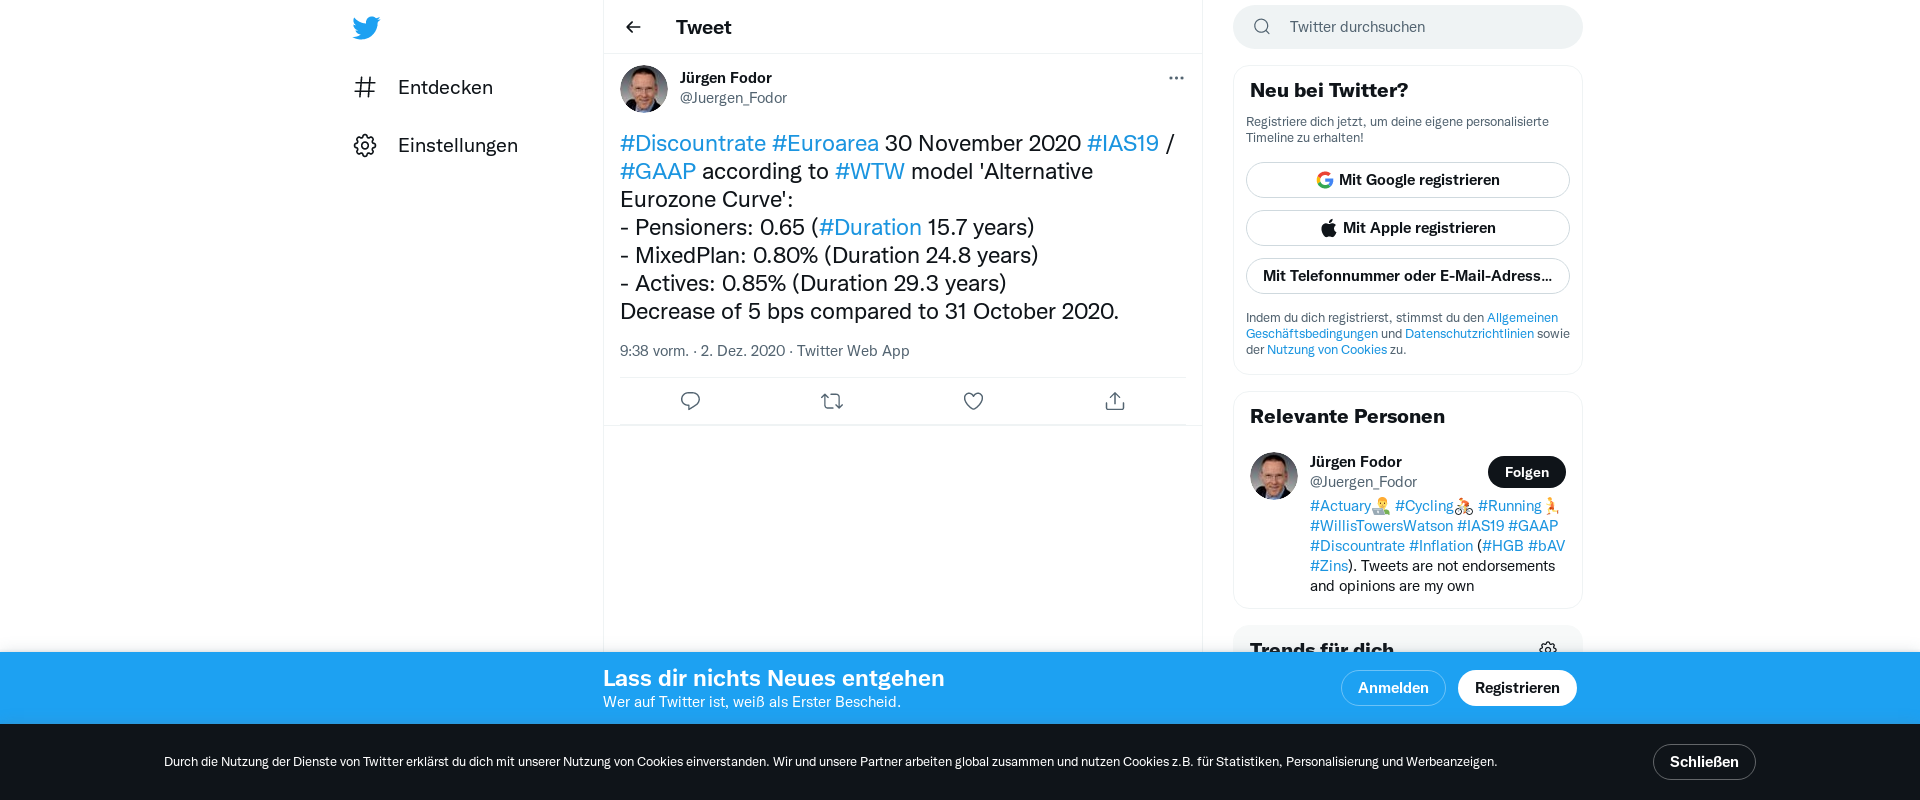 Entdecken
Einstellungen
Tweet
Jürgen Fodor
@Juergen_Fodor
#Discountrate #Euroarea 30 November 2020 #IAS19 /
#GAAP according to #WTW model 'Alternative
Eurozone Curve':
- Pensioners: 0.65 (#Duration 15.7 years)
- MixedPlan: 0.80% (Duration 24.8 years)
- Actives: 0.85% (Duration 29.3 years)
Decrease of 5 bps compared to 31 October 2020.
9:38 vorm. · 2. Dez. 2020 · Twitter Web App
Twitter durchsuchen
Neu bei Twitter?
Registriere dich jetzt, um deine eigene personalisierte
Timeline zu erhalten!
Mit Google registrieren
Mit Apple registrieren
Mit Telefonnummer oder E-Mail-Adress...
Indem du dich registrierst, stimmst du den Allgemeinen
Geschäftsbedingungen und Datenschutzrichtlinien sowie
der Nutzung von Cookies zu.
Relevante Personen
Jürgen Fodor
@Juergen_Fodor
Folgen
#Actuary👨🏼‍💻 #Cycling🚴🏼 #Running🏃🏼
#WillisTowersWatson #IAS19 #GAAP
#Discountrate #Inflation (#HGB #bAV
#Zins). Tweets are not endorsements
and opinions are my own
Trends für dich
Lass dir nichts Neues entgehen
Wer auf Twitter ist, weiß als Erster Bescheid.
Anmelden
Registrieren
Durch die Nutzung der Dienste von Twitter erklärst du dich mit unserer Nutzung von Cookies einverstanden. Wir und unsere Partner arbeiten global zusammen und nutzen Cookies z.B. für Statistiken, Personalisierung und Werbeanzeigen.
Schließen